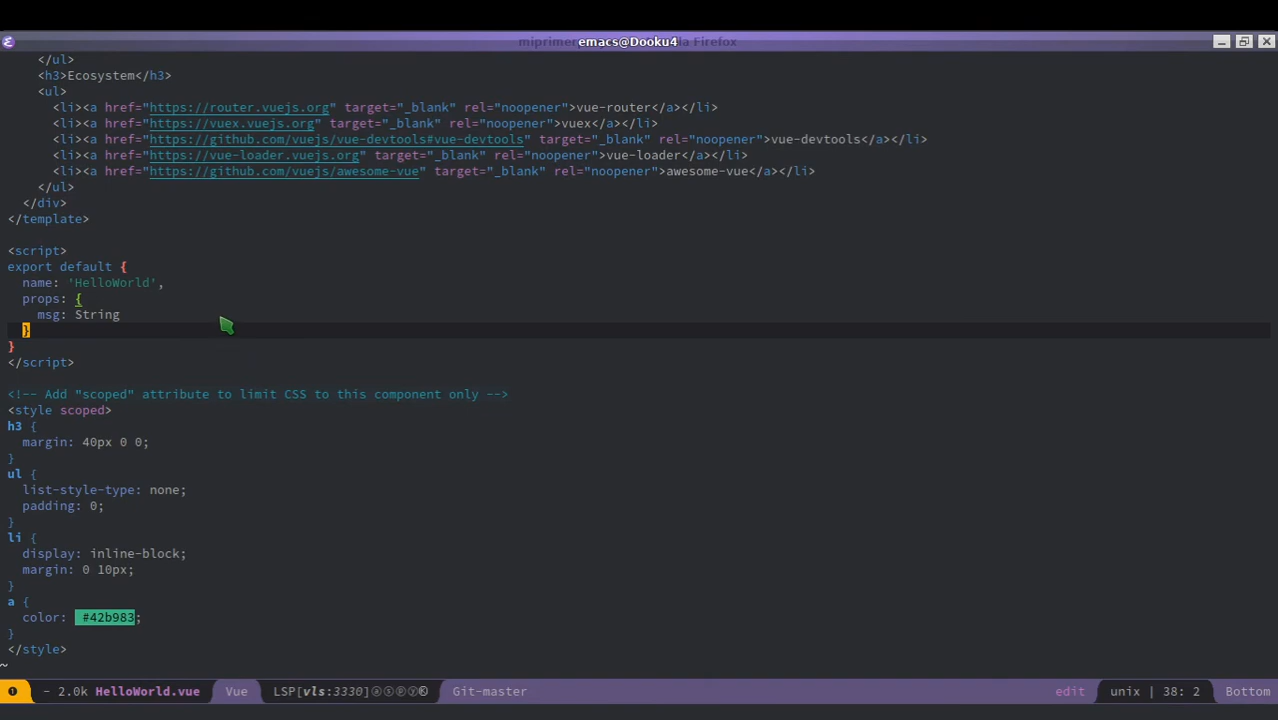 emacs@Dooku4
</ul>
<h3>Ecosystem</h3>
<ul>
<li><a href="https://router.vuejs.org" target="_blank" rel="noopener">vue-router</a></li>
<li><a href="https://vuex.vuejs.org" target="_blank" rel="noopener">vuex</a></li>
<li><a href="https://github.com/vuejs/vue-devtools#vue-devtools" target="_blank" rel="noopener">vue-devtools</a></li>
<li><a href="https://vue-loader.vuejs.org" target="_blank" rel="noopener">vue-loader</a></li>
<li><a href="https://github.com/vuejs/awesome-vue" target="_blank" rel="noopener">awesome-vue</a></li>
</ul>
</div>
</template>
<script>
export default {
name: 'HelloWorld',
props: {
msg: String
}
}
</script>
<!-- Add "scoped" attribute to limit CSS to this component only -->
<style scoped>
h3 {
margin: 40px 0 0;
}
ul {
list-style-type: none;
padding: 0;
}
li {
display: inline-block;
margin: 0 10px;
}
a {
color: #42b983;
}
</style>
~
❶ - 2.0k HelloWorld.vue Vue LSP[vls:3330]ⓐⓢⓟⓨ© Git-master edit unix | 38: 2 Bottom